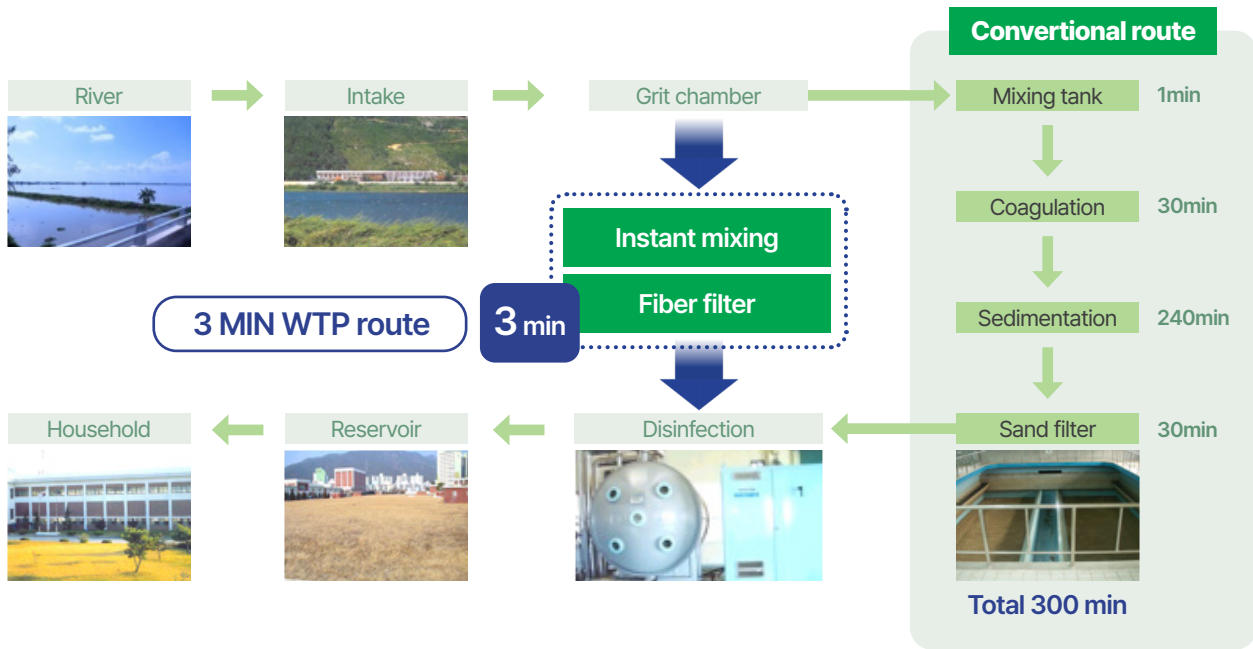 Convertional route
River
Intake
Grit chamber
Mixing tank
1min
Coagulation
30min
Sedimentation
240min
Sand filter
30min
Total 300 min
Instant mixing
Fiber filter
3 MIN WTP route
3 min
Disinfection
Reservoir
Household